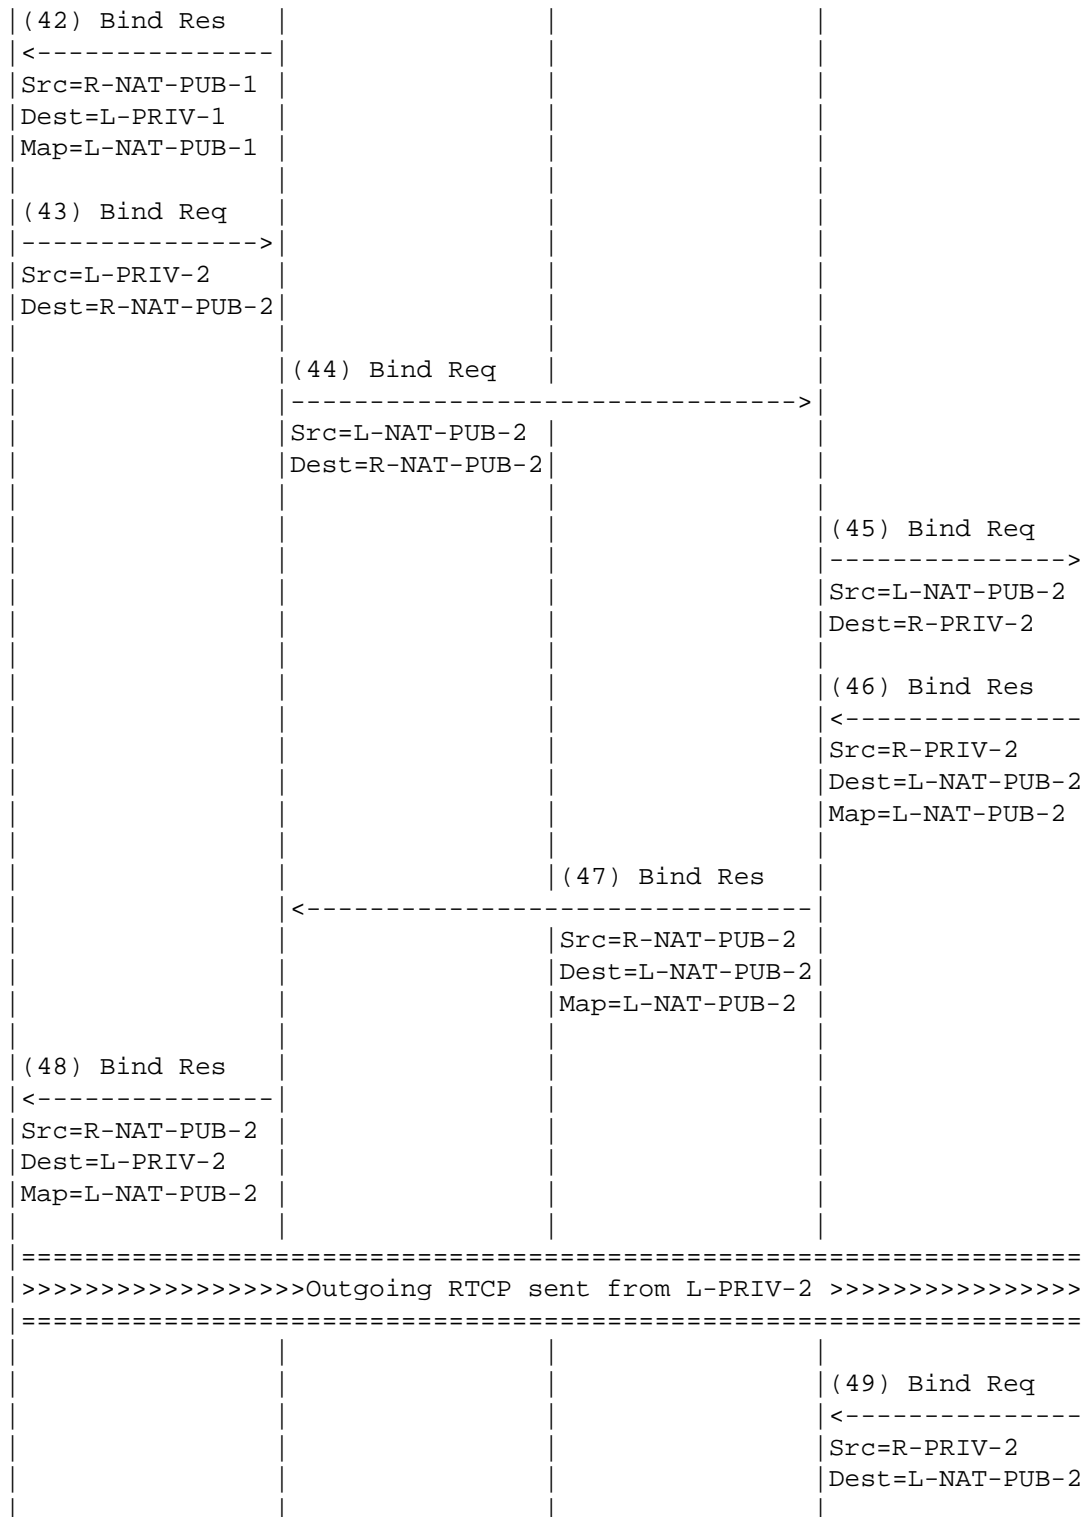 (42) Bind Res
<---------------
Src=R-NAT-PUB-1
Dest=L-PRIV-1
Map=L-NAT-PUB-1
(43) Bind Req
--------------->
Src=L-PRIV-2
Dest=R-NAT-PUB-2
(44) Bind Req
-------------------------------->
Src=L-NAT-PUB-2
Dest=R-NAT-PUB-2
(45) Bind Req
--------------->
Src=L-NAT-PUB-2
Dest=R-PRIV-2
(46) Bind Res
<---------------
Src=R-PRIV-2
Dest=L-NAT-PUB-2
Map=L-NAT-PUB-2
(47) Bind Res
<--------------------------------
Src=R-NAT-PUB-2
Dest=L-NAT-PUB-2
Map=L-NAT-PUB-2
(48) Bind Res
<---------------
Src=R-NAT-PUB-2
Dest=L-PRIV-2
Map=L-NAT-PUB-2
===================================================================
>>>>>>>>>>>>>>>>>>Outgoing RTCP sent from L-PRIV-2 >>>>>>>>>>>>>>>>
===================================================================
(49) Bind Req
<---------------
Src=R-PRIV-2
Dest=L-NAT-PUB-2